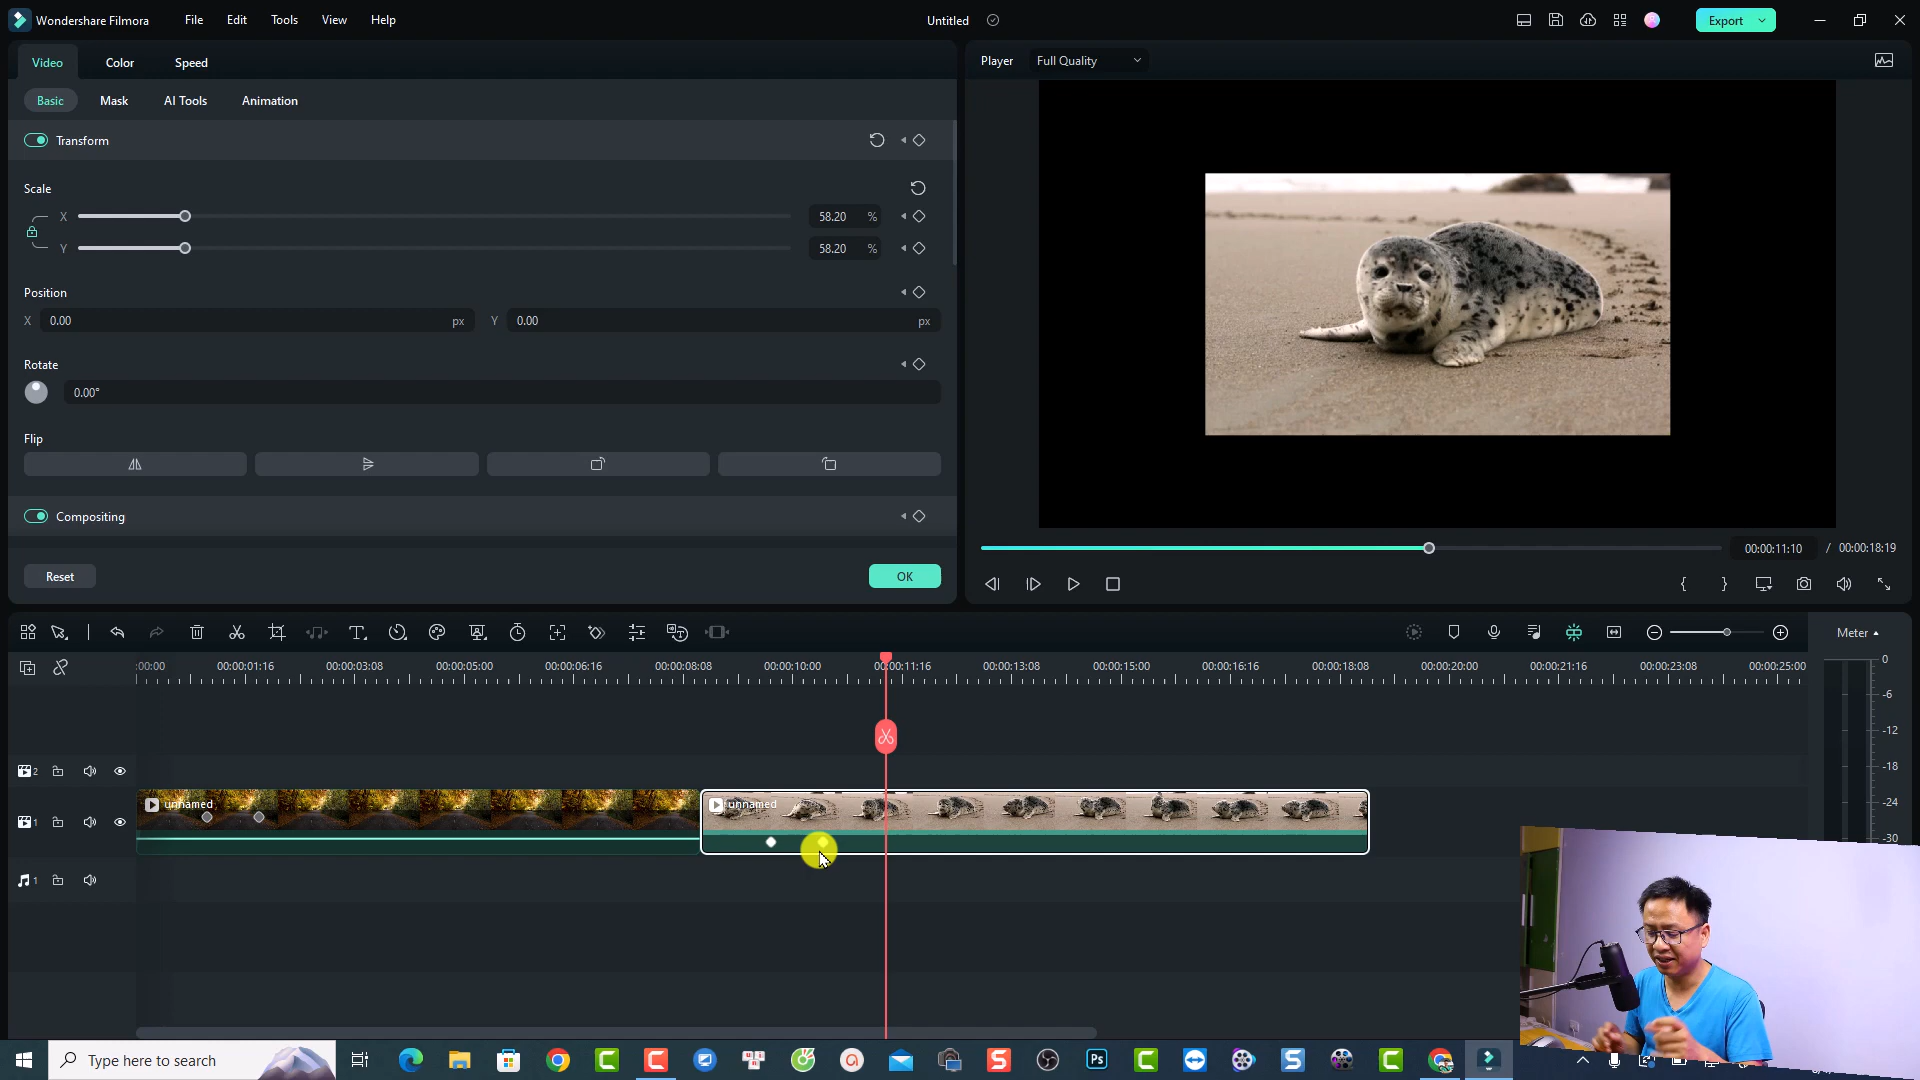 Wondershare Filmora File Edit Tools View Help Untitled Export
Video Color Speed
Player Full Quality
Basic Mask AI Tools Animation
Transform
Scale
X 58.20 %
Y 58.20 %
Position
X 0.00 px Y 0.00 px
Rotate
0.00°
Flip
Compositing
00:00:11:10 / 00:00:18:19
Reset OK
Meter
:00:00 00:00:01:16 00:00:03:08 00:00:05:00 00:00:06:16 00:00:08:08 00:00:10:00 00:00:11:16 00:00:13:08 00:00:15:00 00:00:16:16 00:00:18:08 00:00:20:00 00:00:21:16 00:00:23:08 00:00:25:00
0
-6
-12
-18
-24
-30
2
unnamed unnamed
1
1
Type here to search
Ps